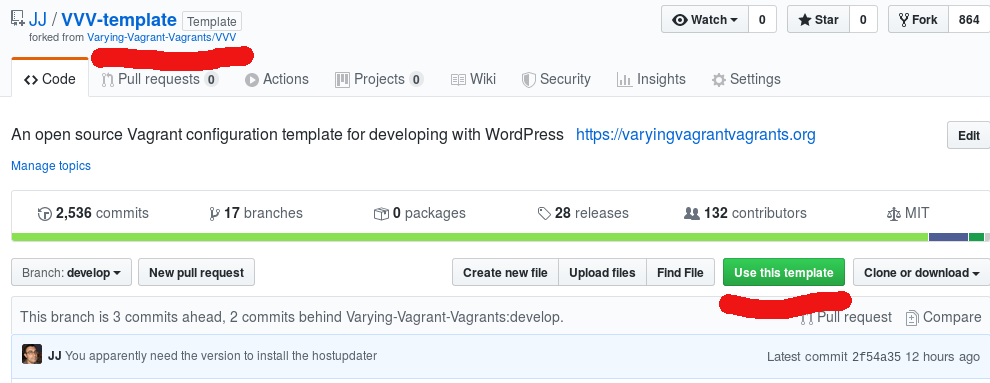 JJ / VVV-template Template Watch 0 Star 0 Fork 864
forked from Varying-Vagrant-Vagrants/VVV
Code Pull requests 0 Actions Projects 0 Wiki Security Insights Settings
An open source Vagrant configuration template for developing with WordPress https://varyingvagrantvagrants.org Edit
Manage topics
2,536 commits 17 branches 0 packages 28 releases 132 contributors MIT
Branch: develop New pull request Create new file Upload files Find File Use this template Clone or download
This branch is 3 commits ahead, 2 commits behind Varying-Vagrant-Vagrants:develop. Pull request Compare
JJ You apparently need the version to install the hostupdater Latest commit 2f54a35 12 hours ago